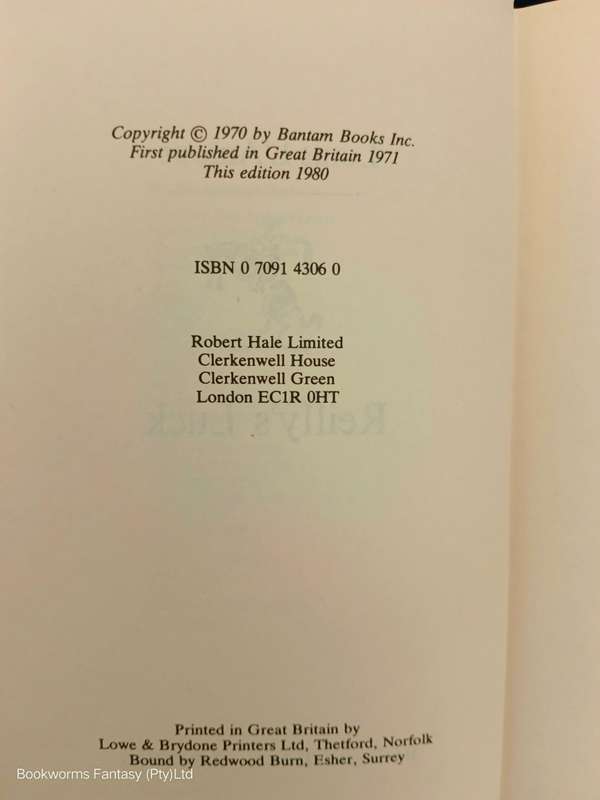 Copyright © 1970 by Bantam Books Inc.
First published in Great Britain 1971
This edition 1980
ISBN 0 7091 4306 0
Robert Hale Limited
Clerkenwell House
Clerkenwell Green
London EC1R 0HT
Reilly's Luck
Printed in Great Britain by
Lowe & Brydone Printers Ltd, Thetford, Norfolk
Bound by Redwood Burn, Esher, Surrey
Bookworms Fantasy (Pty)Ltd